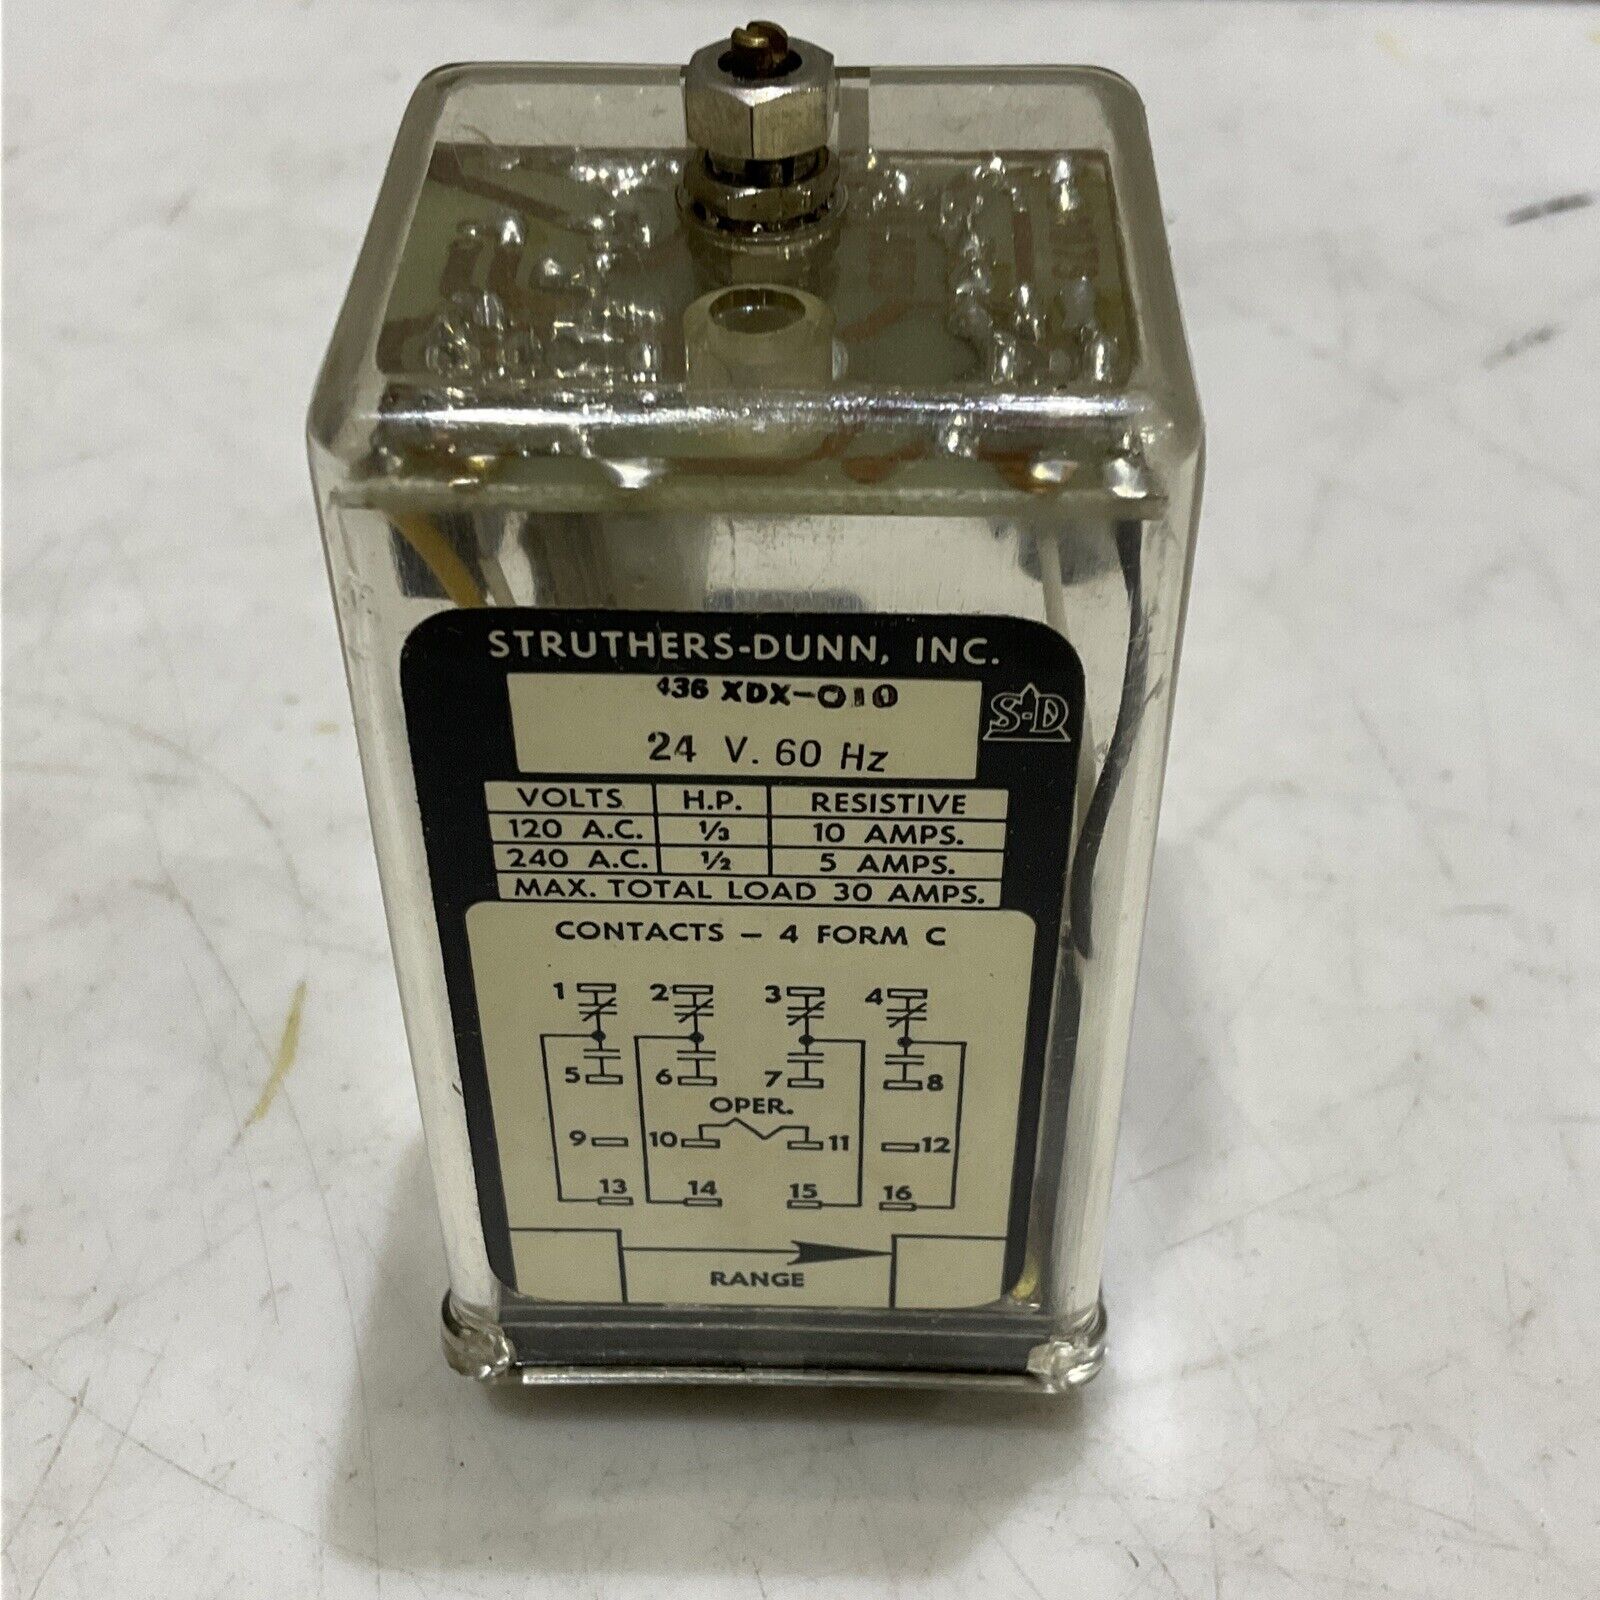 STRUTHERS-DUNN, INC.
436 XDX-010
S-D
24 V. 60 Hz
VOLTS H.P. RESISTIVE
120 A.C. 1/3 10 AMPS.
240 A.C. 1/2 5 AMPS.
MAX. TOTAL LOAD 30 AMPS.
CONTACTS – 4 FORM C
1 2 3 4
5 6 7 8
OPER.
9 10 11 12
13 14 15 16
RANGE